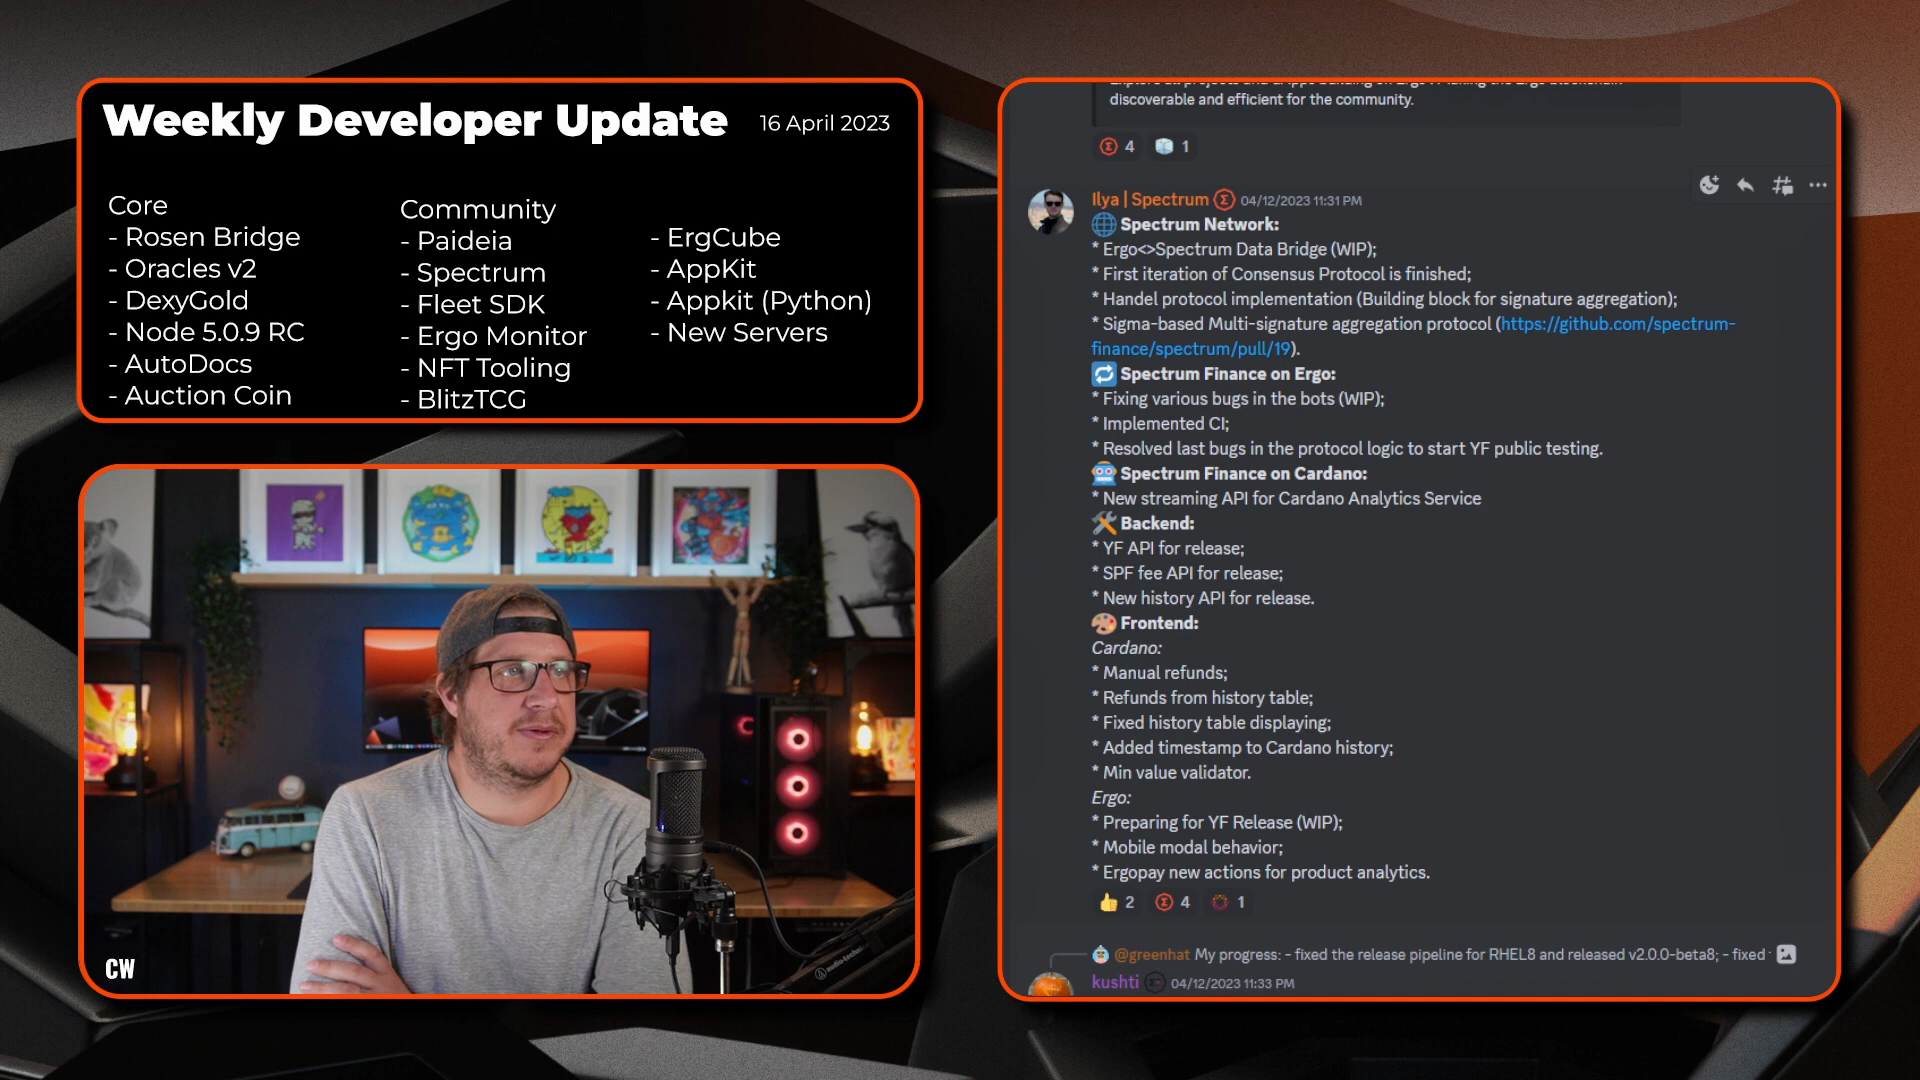 Weekly Developer Update
16 April 2023
Core
- Rosen Bridge
- Oracles v2
- DexyGold
- Node 5.0.9 RC
- AutoDocs
- Auction Coin
Community
- Paideia
- Spectrum
- Fleet SDK
- Ergo Monitor
- NFT Tooling
- BlitzTCG
- ErgCube
- AppKit
- Appkit (Python)
- New Servers
CW
audio-technica
discoverable and efficient for the community.
4 1
Ilya | Spectrum 04/12/2023 11:31 PM
Spectrum Network:
* Ergo<>Spectrum Data Bridge (WIP);
* First iteration of Consensus Protocol is finished;
* Handel protocol implementation (Building block for signature aggregation);
* Sigma-based Multi-signature aggregation protocol (https://github.com/spectrum-
finance/spectrum/pull/19).
Spectrum Finance on Ergo:
* Fixing various bugs in the bots (WIP);
* Implemented CI;
* Resolved last bugs in the protocol logic to start YF public testing.
Spectrum Finance on Cardano:
* New streaming API for Cardano Analytics Service
Backend:
* YF API for release;
* SPF fee API for release;
* New history API for release.
Frontend:
Cardano:
* Manual refunds;
* Refunds from history table;
* Fixed history table displaying;
* Added timestamp to Cardano history;
* Min value validator.
Ergo:
* Preparing for YF Release (WIP);
* Mobile modal behavior;
* Ergopay new actions for product analytics.
2 4 1
@greenhat My progress: - fixed the release pipeline for RHEL8 and released v2.0.0-beta8; - fixed
kushti 04/12/2023 11:33 PM